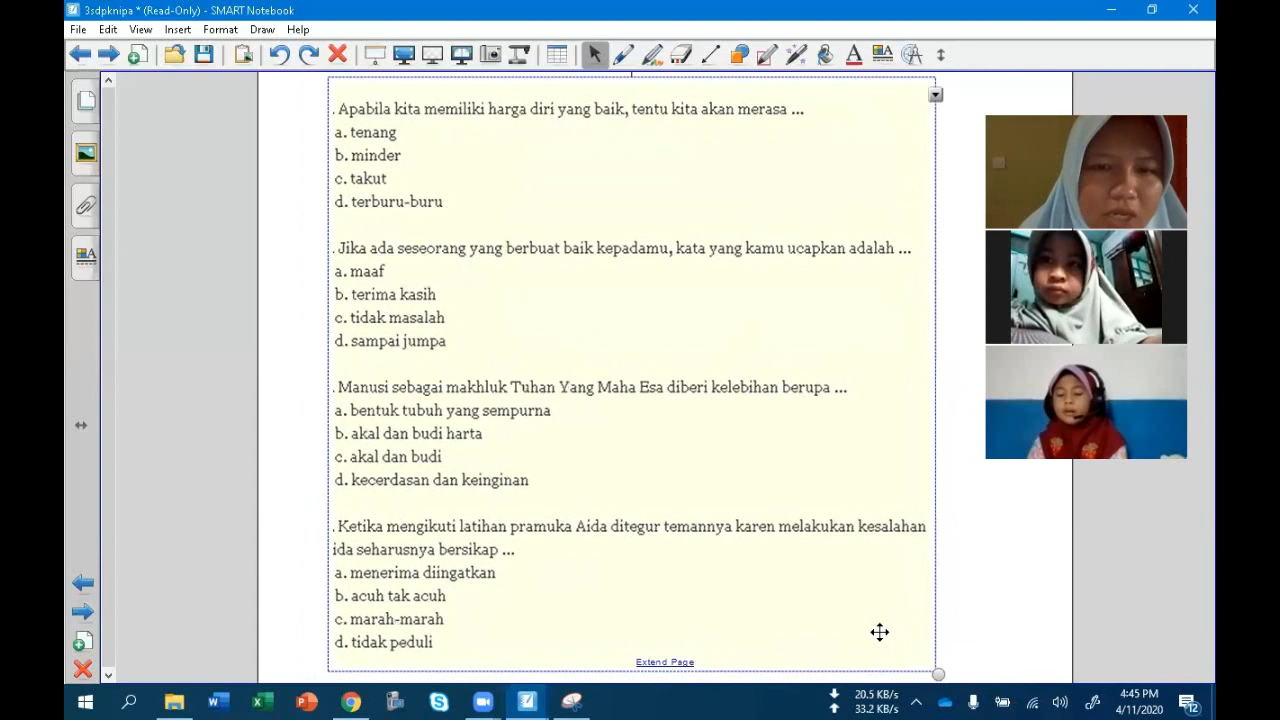 3sdpknipa * (Read-Only) - SMART Notebook
File Edit View Insert Format Draw Help
. Apabila kita memiliki harga diri yang baik, tentu kita akan merasa ...
a. tenang
b. minder
c. takut
d. terburu-buru
. Jika ada seseorang yang berbuat baik kepadamu, kata yang kamu ucapkan adalah ...
a. maaf
b. terima kasih
c. tidak masalah
d. sampai jumpa
. Manusi sebagai makhluk Tuhan Yang Maha Esa diberi kelebihan berupa ...
a. bentuk tubuh yang sempurna
b. akal dan budi harta
c. akal dan budi
d. kecerdasan dan keinginan
. Ketika mengikuti latihan pramuka Aida ditegur temannya karen melakukan kesalahan
ida seharusnya bersikap ...
a. menerima diingatkan
b. acuh tak acuh
c. marah-marah
d. tidak peduli
Extend Page
20.5 KB/s
33.2 KB/s
4:45 PM
4/11/2020
12